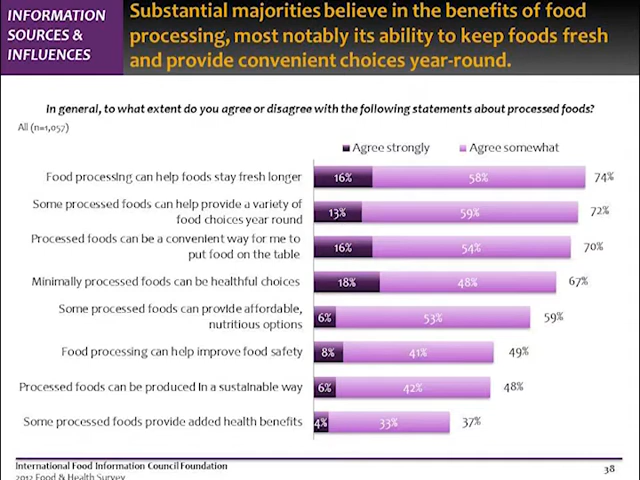 INFORMATION
SOURCES &
INFLUENCES
Substantial majorities believe in the benefits of food
processing, most notably its ability to keep foods fresh
and provide convenient choices year-round.
In general, to what extent do you agree or disagree with the following statements about processed foods?
All (n=1,057)
Agree strongly Agree somewhat
Food processing can help foods stay fresh longer 16% 58% 74%
Some processed foods can help provide a variety of
food choices year round 13% 59% 72%
Processed foods can be a convenient way for me to
put food on the table 16% 54% 70%
Minimally processed foods can be healthful choices 18% 48% 67%
Some processed foods can provide affordable,
nutritious options 6% 53% 59%
Food processing can help improve food safety 8% 41% 49%
Processed foods can be produced in a sustainable way 6% 42% 48%
Some processed foods provide added health benefits 4% 33% 37%
International Food Information Council Foundation
2012 Food & Health Survey
38